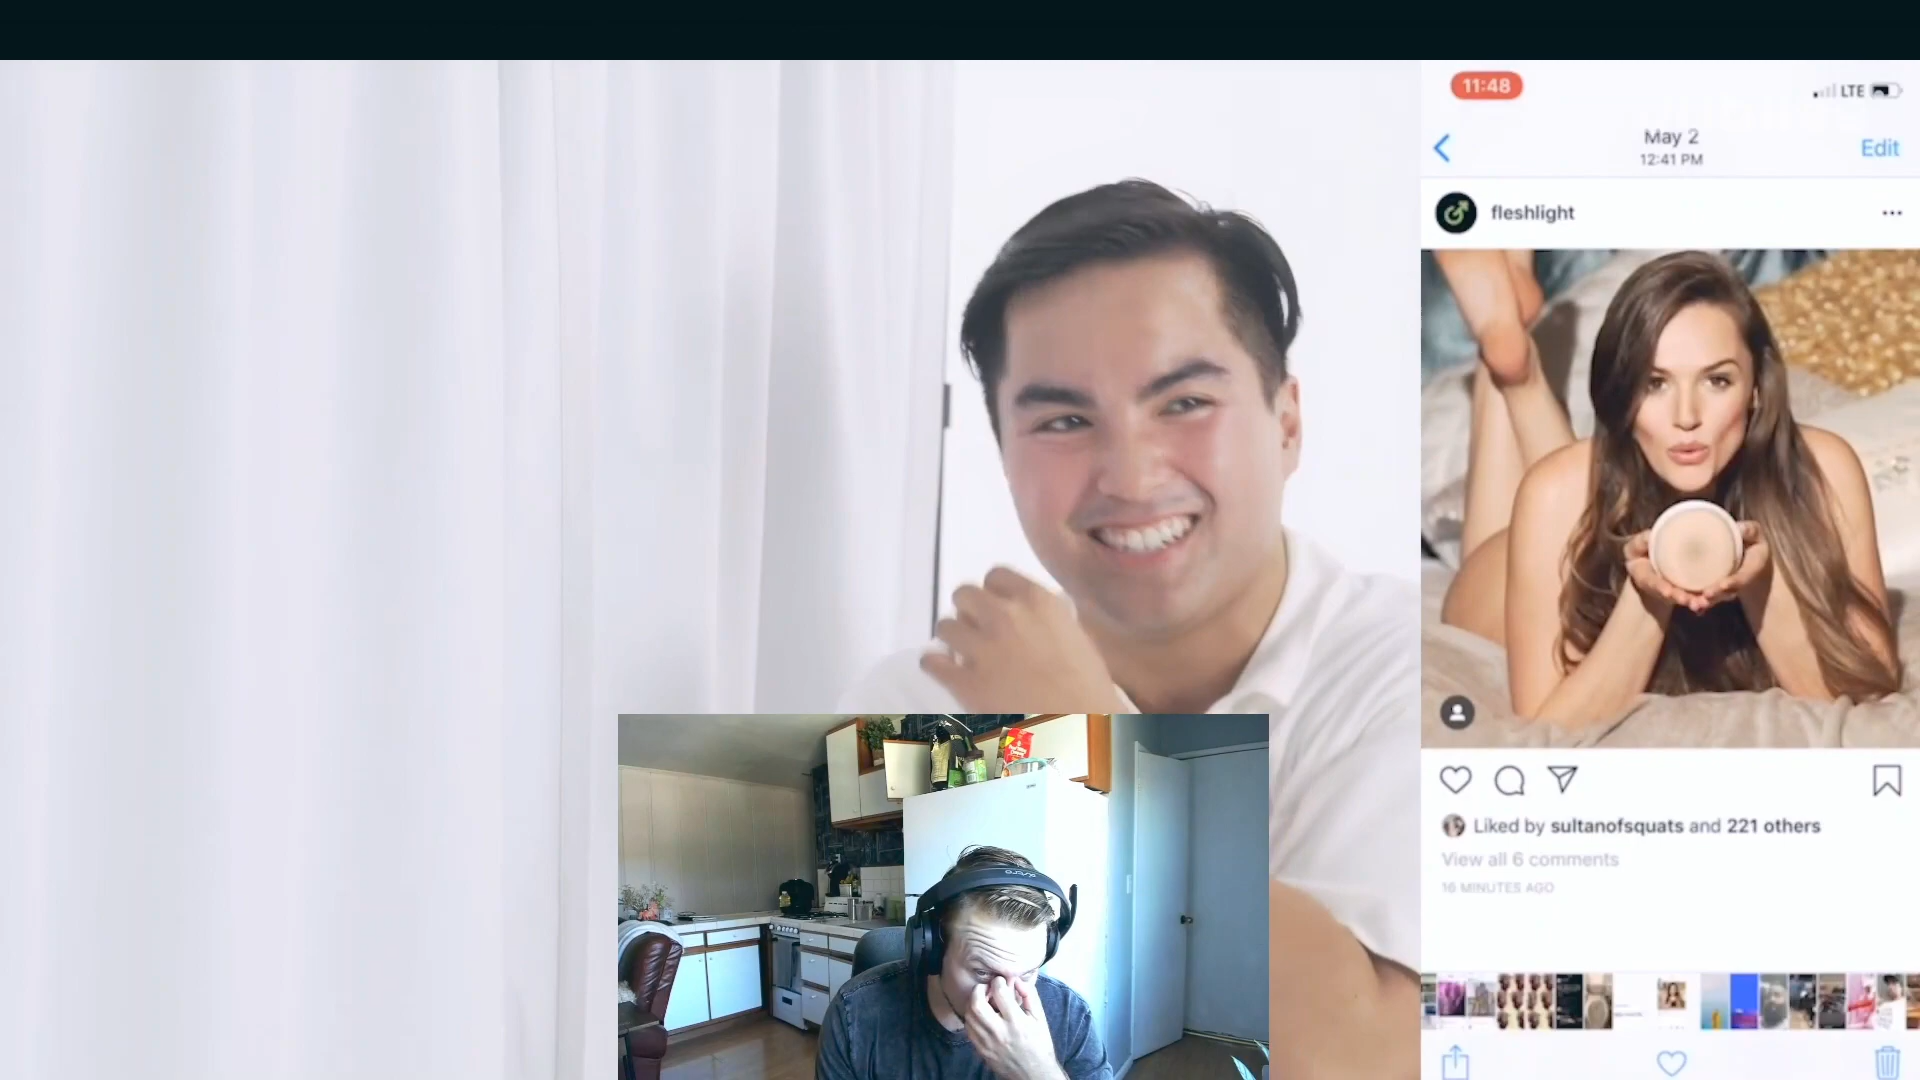 11:48
LTE
May 2
12:41 PM
Edit
fleshlight
Liked by sultanofsquats and 221 others
View all 6 comments
16 MINUTES AGO
astro